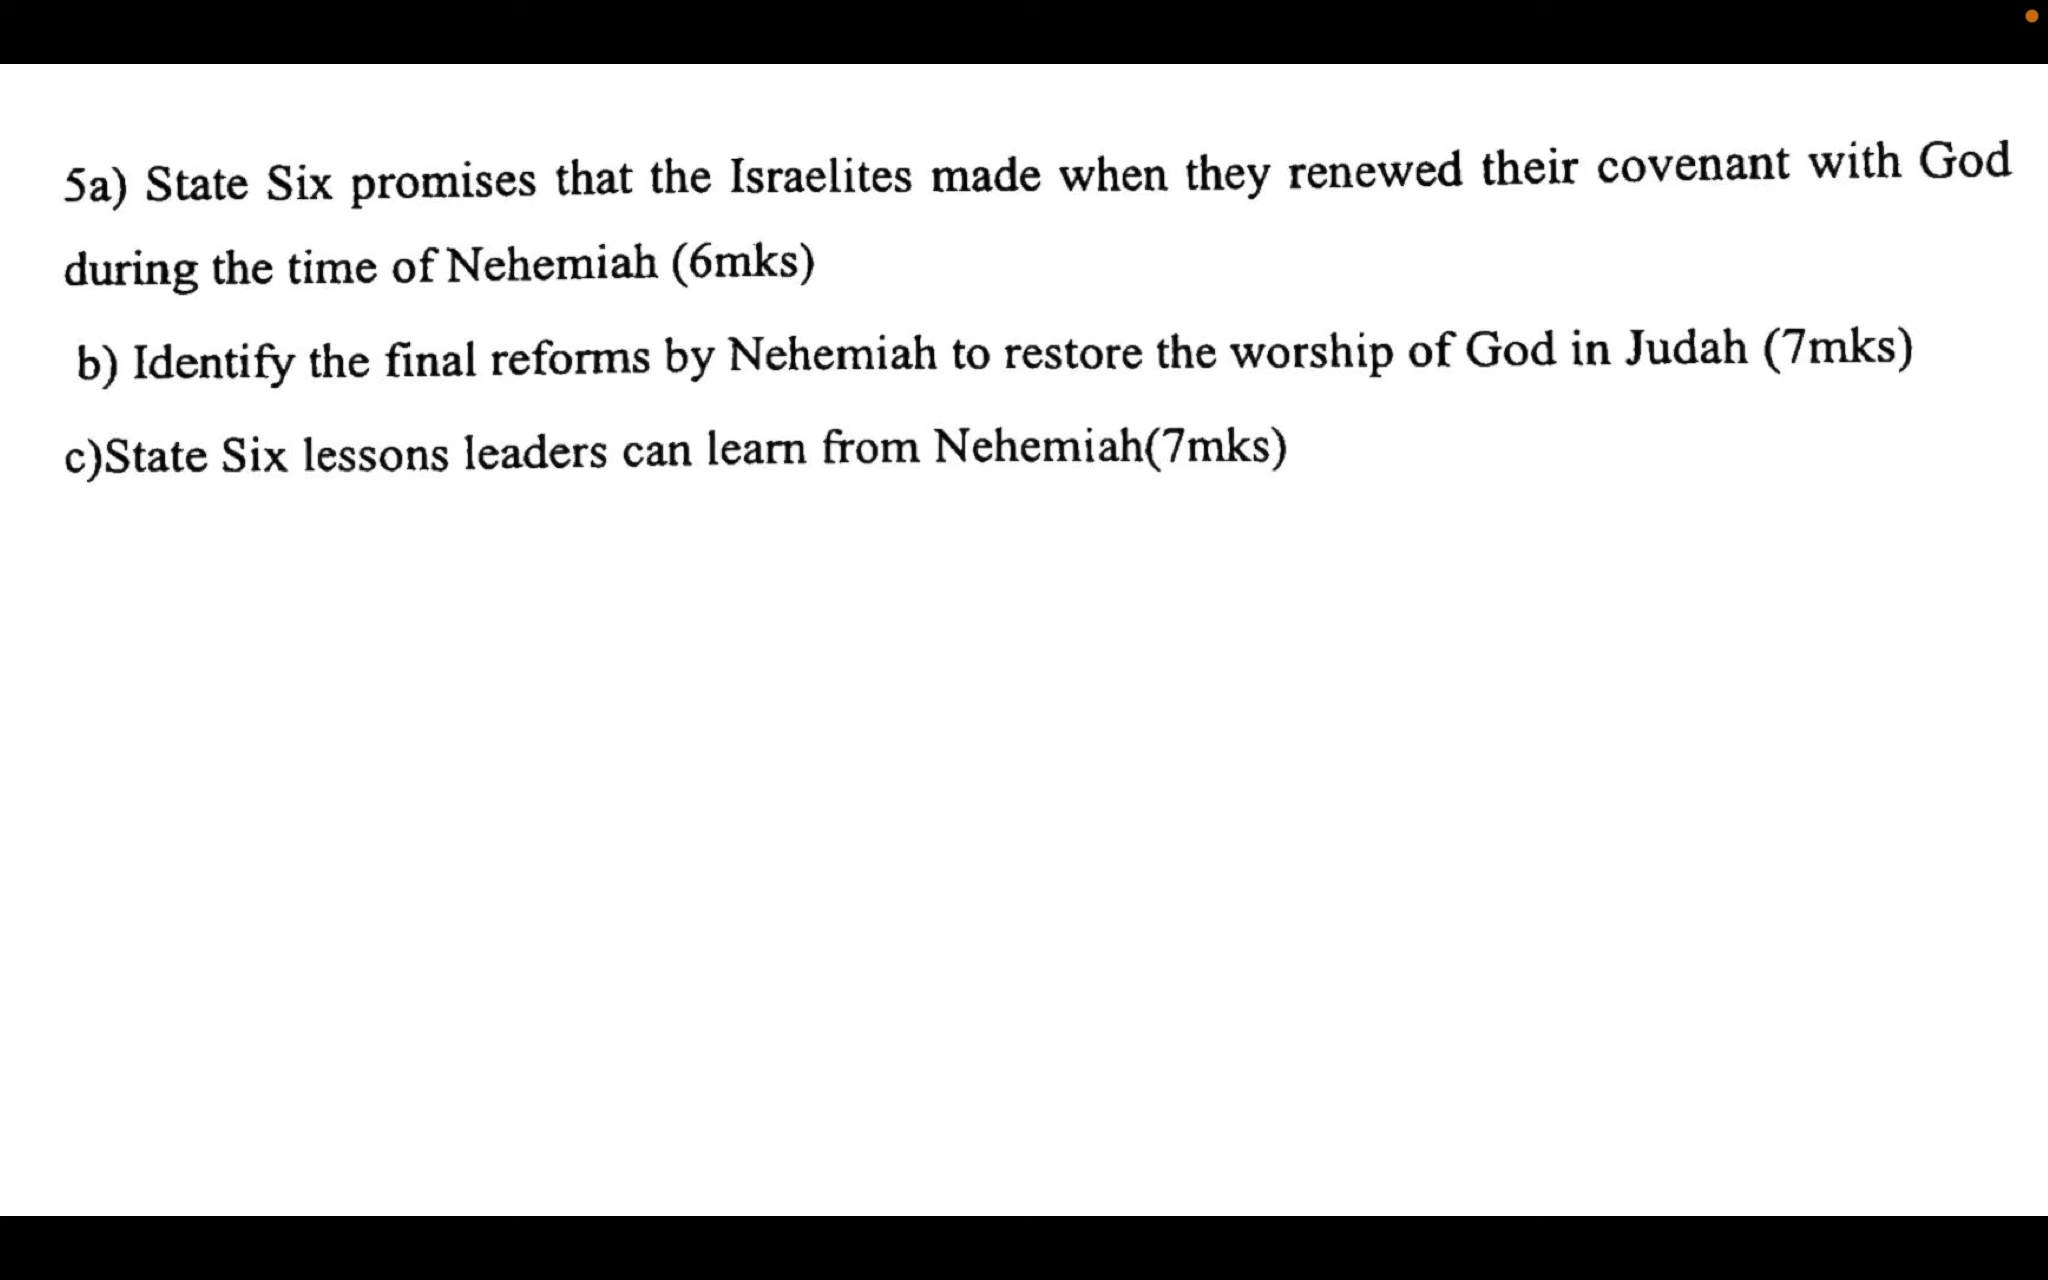 5a) State Six promises that the Israelites made when they renewed their covenant with God
during the time of Nehemiah (6mks)
b) Identify the final reforms by Nehemiah to restore the worship of God in Judah (7mks)
c)State Six lessons leaders can learn from Nehemiah(7mks)